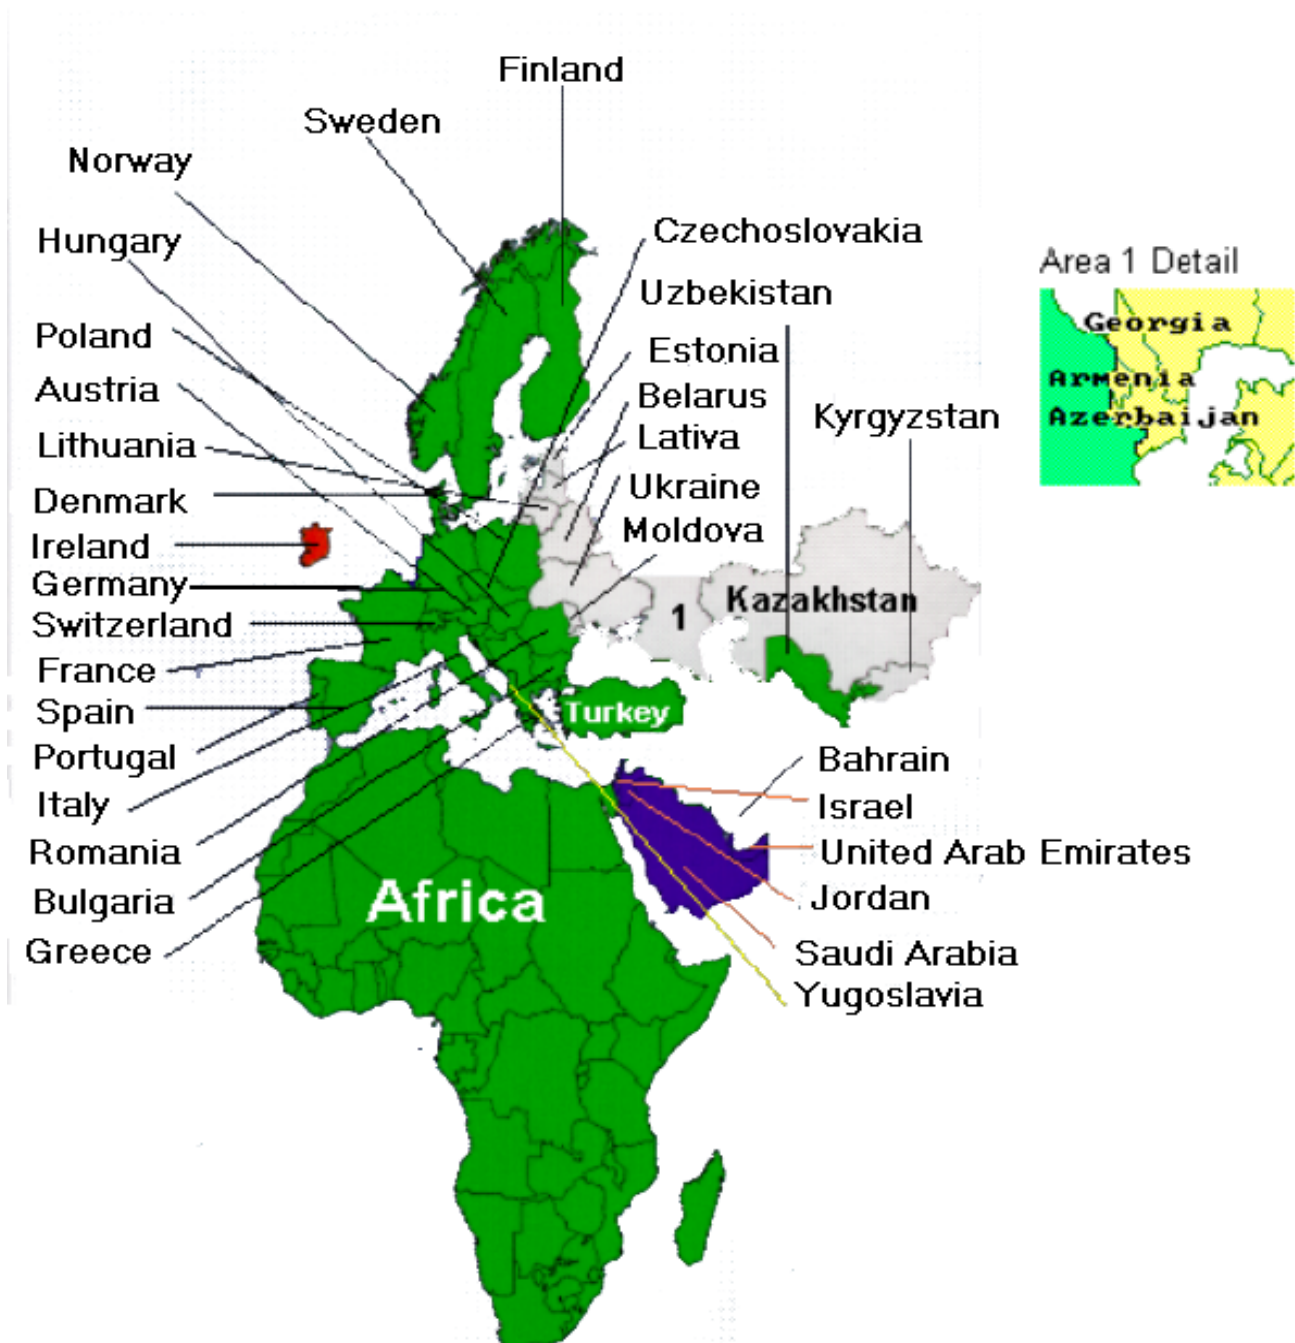 Finland
Sweden
Norway
Hungary
Czechoslovakia
Uzbekistan
Poland
Estonia
Austria
Belarus
Lithuania
Lativa
Kyrgyzstan
Denmark
Ukraine
Ireland
Moldova
Germany
Switzerland
France
Spain
Portugal
Italy
Romania
Bulgaria
Greece
Kazakhstan
1
Turkey
Africa
Bahrain
Israel
United Arab Emirates
Jordan
Saudi Arabia
Yugoslavia
Area 1 Detail
Georgia
Armenia
Azerbaijan